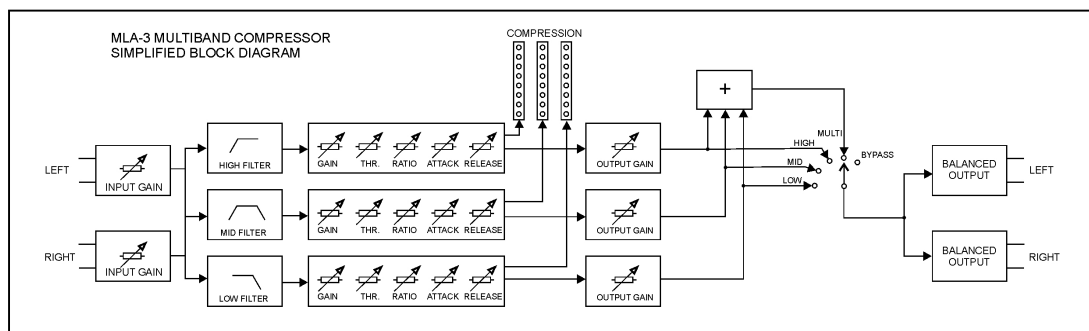 MLA-3 MULTIBAND COMPRESSOR
SIMPLIFIED BLOCK DIAGRAM
COMPRESSION
+
LEFT
INPUT GAIN
HIGH FILTER
GAIN THR. RATIO ATTACK RELEASE
OUTPUT GAIN
HIGH
MULTI
BYPASS
MID
LOW
BALANCED
OUTPUT
LEFT
MID FILTER
GAIN THR. RATIO ATTACK RELEASE
OUTPUT GAIN
RIGHT
INPUT GAIN
LOW FILTER
GAIN THR. RATIO ATTACK RELEASE
OUTPUT GAIN
BALANCED
OUTPUT
RIGHT